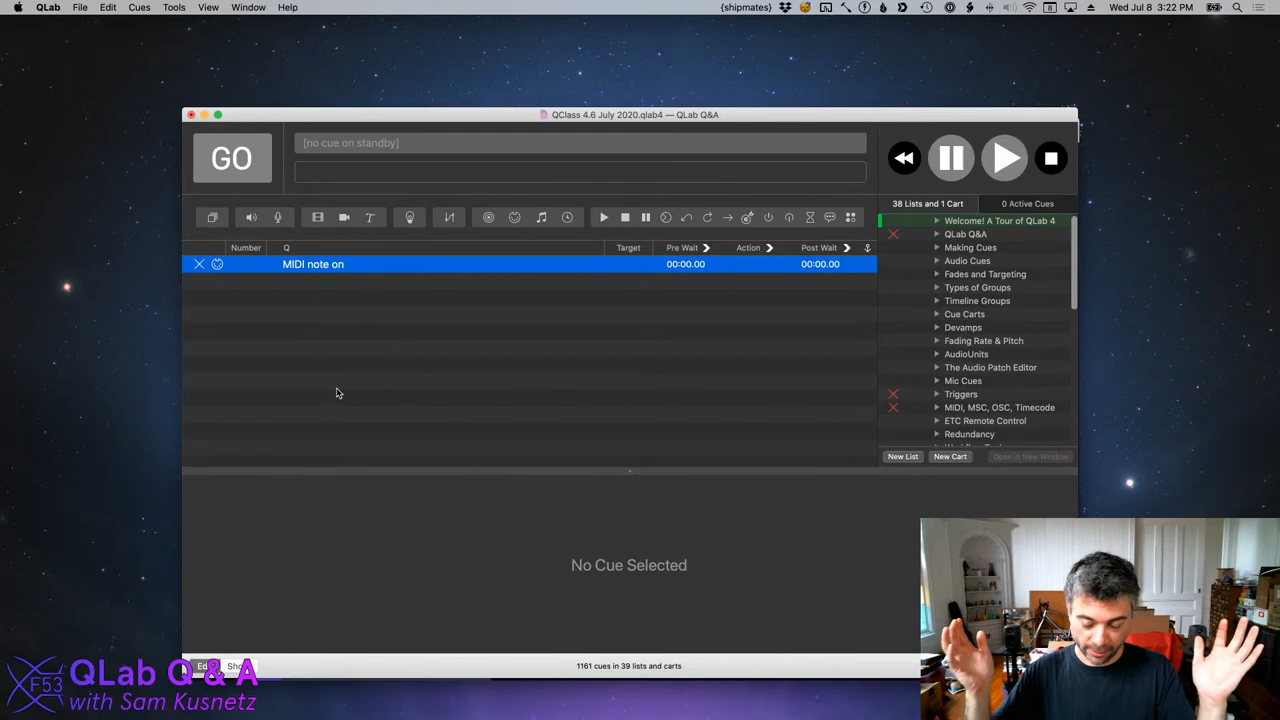 QLab File Edit Cues Tools View Window Help {shipmates} 8 Wed Jul 8 3:22 PM
QClass 4.6 July 2020.qlab4 — QLab Q&A
GO
[no cue on standby]
38 Lists and 1 Cart 0 Active Cues
Number Q Target Pre Wait Action Post Wait
MIDI note on 00:00.00 00:00.00
Welcome! A Tour of QLab 4
QLab Q&A
Making Cues
Audio Cues
Fades and Targeting
Types of Groups
Timeline Groups
Cue Carts
Devamps
Fading Rate & Pitch
AudioUnits
The Audio Patch Editor
Mic Cues
Triggers
MIDI, MSC, OSC, Timecode
ETC Remote Control
Redundancy
New List New Cart Open in New Window
No Cue Selected
1161 cues in 39 lists and carts
F53
QLab Q & A
with Sam Kusnetz